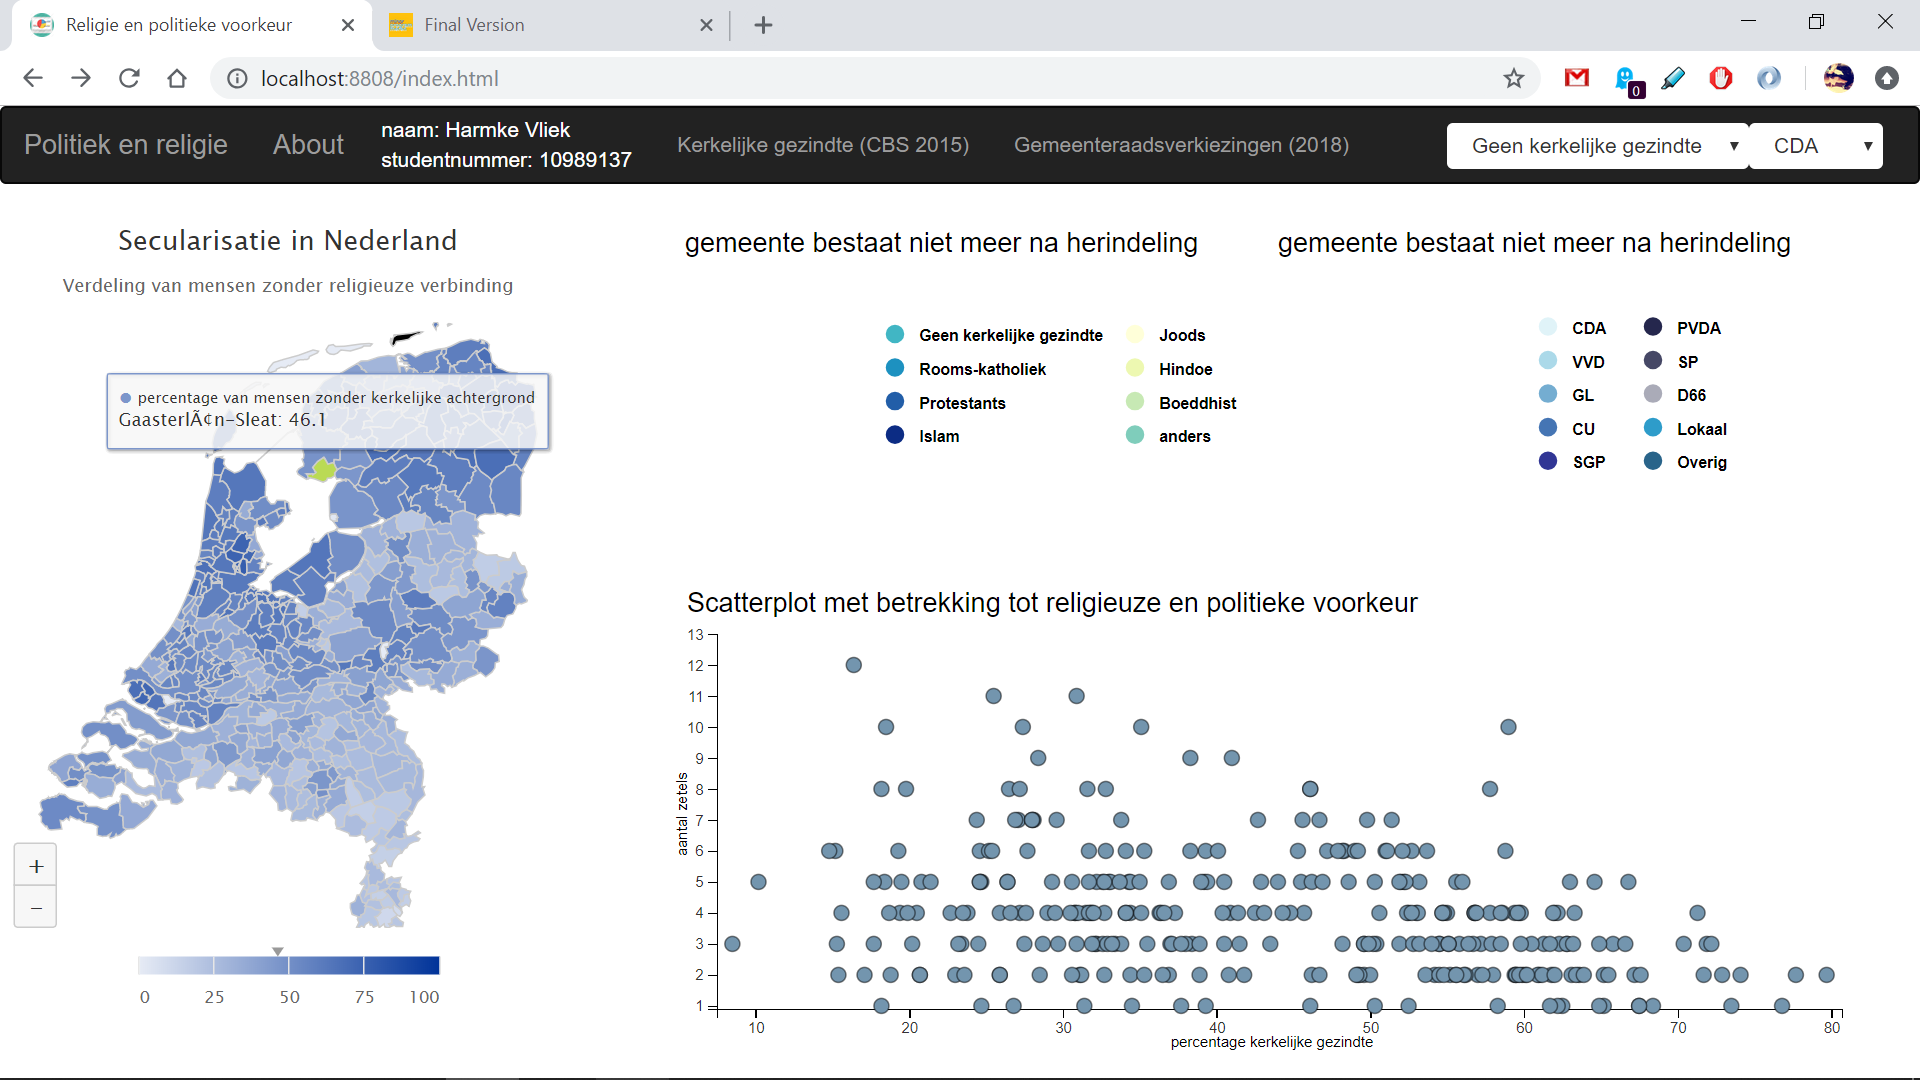 Religie en politieke voorkeur
Final Version
localhost:8808/index.html
0
Politiek en religie
About
naam: Harmke Vliek
studentnummer: 10989137
Kerkelijke gezindte (CBS 2015)
Gemeenteraadsverkiezingen (2018)
Geen kerkelijke gezindte
CDA
Secularisatie in Nederland
Verdeling van mensen zonder religieuze verbinding
percentage van mensen zonder kerkelijke achtergrond
GaasterlÃ¢n-Sleat: 46.1
+
−
0 25 50 75 100
gemeente bestaat niet meer na herindeling
Geen kerkelijke gezindte
Rooms-katholiek
Protestants
Islam
Joods
Hindoe
Boeddhist
anders
gemeente bestaat niet meer na herindeling
CDA
VVD
GL
CU
SGP
PVDA
SP
D66
Lokaal
Overig
Scatterplot met betrekking tot religieuze en politieke voorkeur
13
12
11
10
9
8
7
6
5
4
3
2
1
aantal zetels
10 20 30 40 50 60 70 80
percentage kerkelijke gezindte